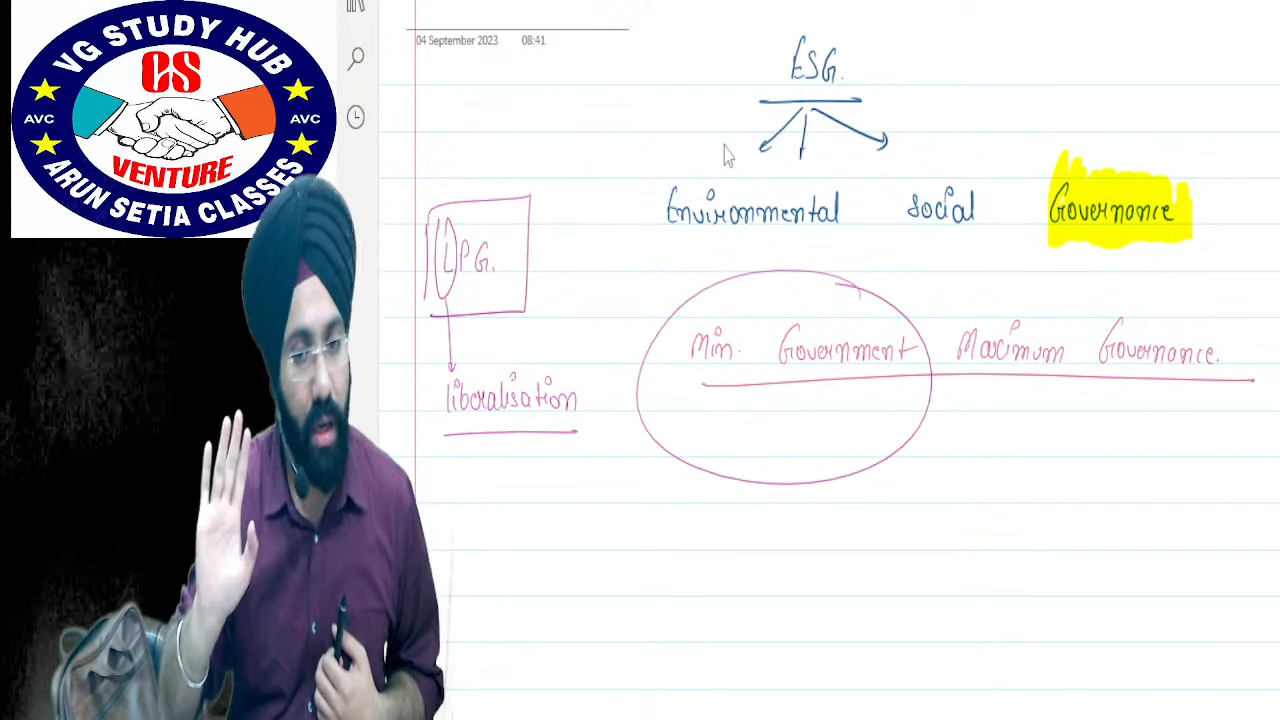 VG STUDY HUB
CS
AVC
AVC
VENTURE
ARUN SETIA CLASSES
04 September 2023 08:41
ESG.
Environmental Social Governance
LPG.
Min. Government Maximum Governance.
liberalisation